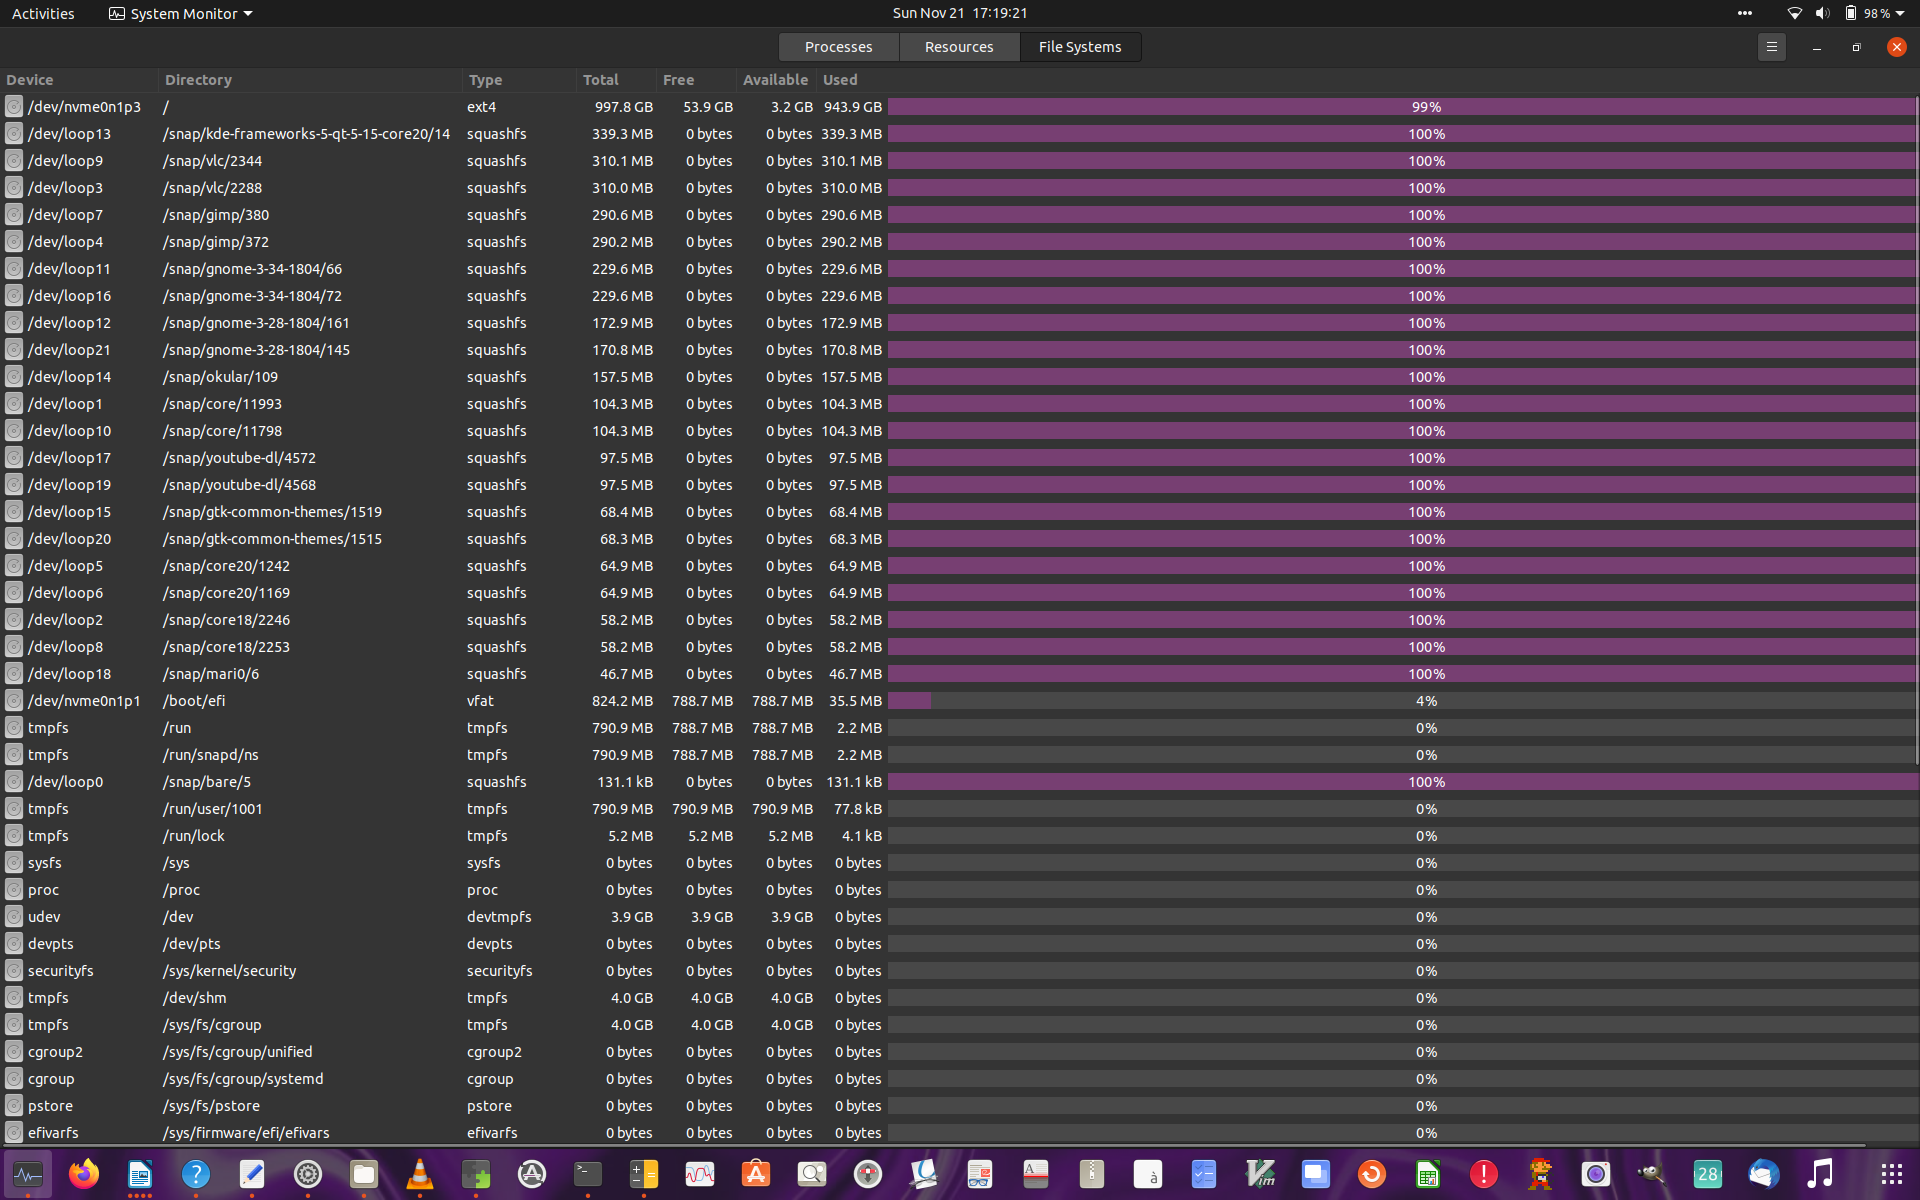 Activities System Monitor Sun Nov 21 17:19:21 98 %
Processes Resources File Systems
Device Directory Type Total Free Available Used
/dev/nvme0n1p3 / ext4 997.8 GB 53.9 GB 3.2 GB 943.9 GB 99%
/dev/loop13 /snap/kde-frameworks-5-qt-5-15-core20/14 squashfs 339.3 MB 0 bytes 0 bytes 339.3 MB 100%
/dev/loop9 /snap/vlc/2344 squashfs 310.1 MB 0 bytes 0 bytes 310.1 MB 100%
/dev/loop3 /snap/vlc/2288 squashfs 310.0 MB 0 bytes 0 bytes 310.0 MB 100%
/dev/loop7 /snap/gimp/380 squashfs 290.6 MB 0 bytes 0 bytes 290.6 MB 100%
/dev/loop4 /snap/gimp/372 squashfs 290.2 MB 0 bytes 0 bytes 290.2 MB 100%
/dev/loop11 /snap/gnome-3-34-1804/66 squashfs 229.6 MB 0 bytes 0 bytes 229.6 MB 100%
/dev/loop16 /snap/gnome-3-34-1804/72 squashfs 229.6 MB 0 bytes 0 bytes 229.6 MB 100%
/dev/loop12 /snap/gnome-3-28-1804/161 squashfs 172.9 MB 0 bytes 0 bytes 172.9 MB 100%
/dev/loop21 /snap/gnome-3-28-1804/145 squashfs 170.8 MB 0 bytes 0 bytes 170.8 MB 100%
/dev/loop14 /snap/okular/109 squashfs 157.5 MB 0 bytes 0 bytes 157.5 MB 100%
/dev/loop1 /snap/core/11993 squashfs 104.3 MB 0 bytes 0 bytes 104.3 MB 100%
/dev/loop10 /snap/core/11798 squashfs 104.3 MB 0 bytes 0 bytes 104.3 MB 100%
/dev/loop17 /snap/youtube-dl/4572 squashfs 97.5 MB 0 bytes 0 bytes 97.5 MB 100%
/dev/loop19 /snap/youtube-dl/4568 squashfs 97.5 MB 0 bytes 0 bytes 97.5 MB 100%
/dev/loop15 /snap/gtk-common-themes/1519 squashfs 68.4 MB 0 bytes 0 bytes 68.4 MB 100%
/dev/loop20 /snap/gtk-common-themes/1515 squashfs 68.3 MB 0 bytes 0 bytes 68.3 MB 100%
/dev/loop5 /snap/core20/1242 squashfs 64.9 MB 0 bytes 0 bytes 64.9 MB 100%
/dev/loop6 /snap/core20/1169 squashfs 64.9 MB 0 bytes 0 bytes 64.9 MB 100%
/dev/loop2 /snap/core18/2246 squashfs 58.2 MB 0 bytes 0 bytes 58.2 MB 100%
/dev/loop8 /snap/core18/2253 squashfs 58.2 MB 0 bytes 0 bytes 58.2 MB 100%
/dev/loop18 /snap/mari0/6 squashfs 46.7 MB 0 bytes 0 bytes 46.7 MB 100%
/dev/nvme0n1p1 /boot/efi vfat 824.2 MB 788.7 MB 788.7 MB 35.5 MB 4%
tmpfs /run tmpfs 790.9 MB 788.7 MB 788.7 MB 2.2 MB 0%
tmpfs /run/snapd/ns tmpfs 790.9 MB 788.7 MB 788.7 MB 2.2 MB 0%
/dev/loop0 /snap/bare/5 squashfs 131.1 kB 0 bytes 0 bytes 131.1 kB 100%
tmpfs /run/user/1001 tmpfs 790.9 MB 790.9 MB 790.9 MB 77.8 kB 0%
tmpfs /run/lock tmpfs 5.2 MB 5.2 MB 5.2 MB 4.1 kB 0%
sysfs /sys sysfs 0 bytes 0 bytes 0 bytes 0 bytes 0%
proc /proc proc 0 bytes 0 bytes 0 bytes 0 bytes 0%
udev /dev devtmpfs 3.9 GB 3.9 GB 3.9 GB 0 bytes 0%
devpts /dev/pts devpts 0 bytes 0 bytes 0 bytes 0 bytes 0%
securityfs /sys/kernel/security securityfs 0 bytes 0 bytes 0 bytes 0 bytes 0%
tmpfs /dev/shm tmpfs 4.0 GB 4.0 GB 4.0 GB 0 bytes 0%
tmpfs /sys/fs/cgroup tmpfs 4.0 GB 4.0 GB 4.0 GB 0 bytes 0%
cgroup2 /sys/fs/cgroup/unified cgroup2 0 bytes 0 bytes 0 bytes 0 bytes 0%
cgroup /sys/fs/cgroup/systemd cgroup 0 bytes 0 bytes 0 bytes 0 bytes 0%
pstore /sys/fs/pstore pstore 0 bytes 0 bytes 0 bytes 0 bytes 0%
efivarfs /sys/firmware/efi/efivars efivarfs 0 bytes 0 bytes 0 bytes 0 bytes 0%
28